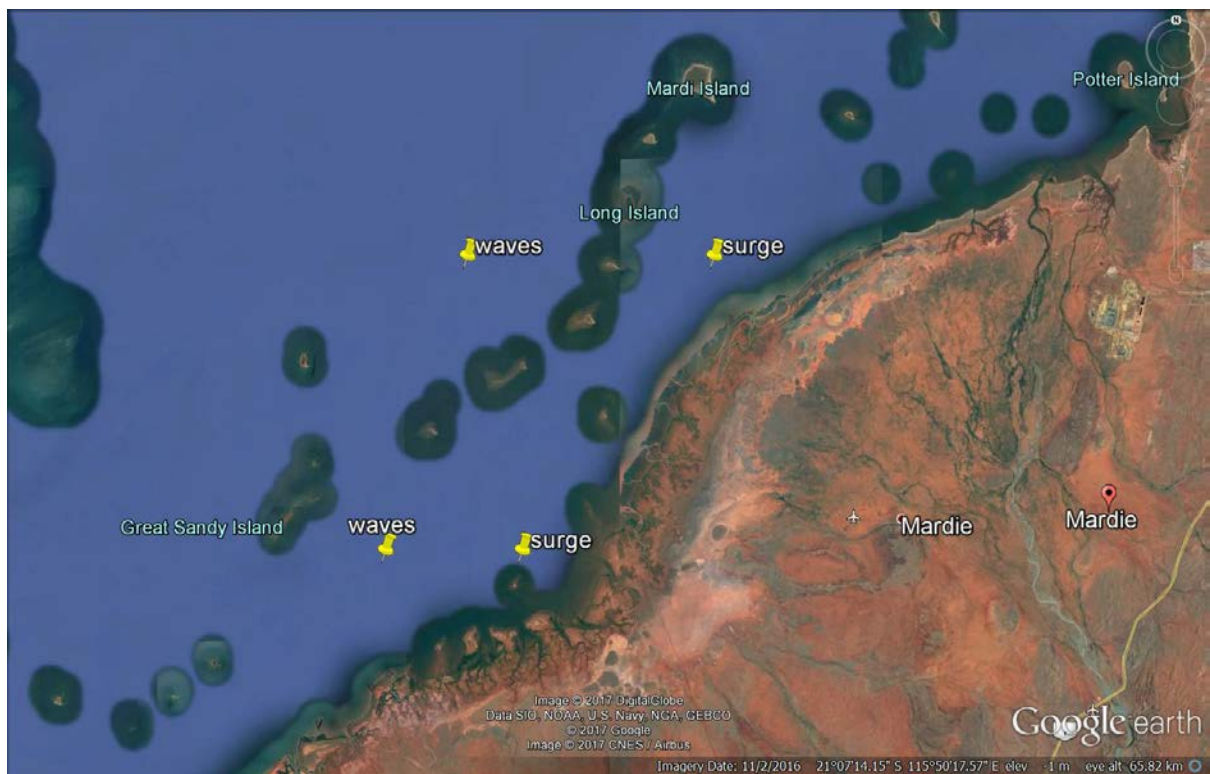 N
Mardi Island
Potter Island
Long Island
waves
surge
Great Sandy Island
waves
surge
Mardie
Mardie
Image © 2017 DigitalGlobe
Data SIO, NOAA, U.S. Navy, NGA, GEBCO
© 2017 Google
Image © 2017 CNES / Airbus
Google earth
Imagery Date: 11/2/2016 21°07'14.15" S 115°50'17.57" E elev -1 m eye alt 65.82 km